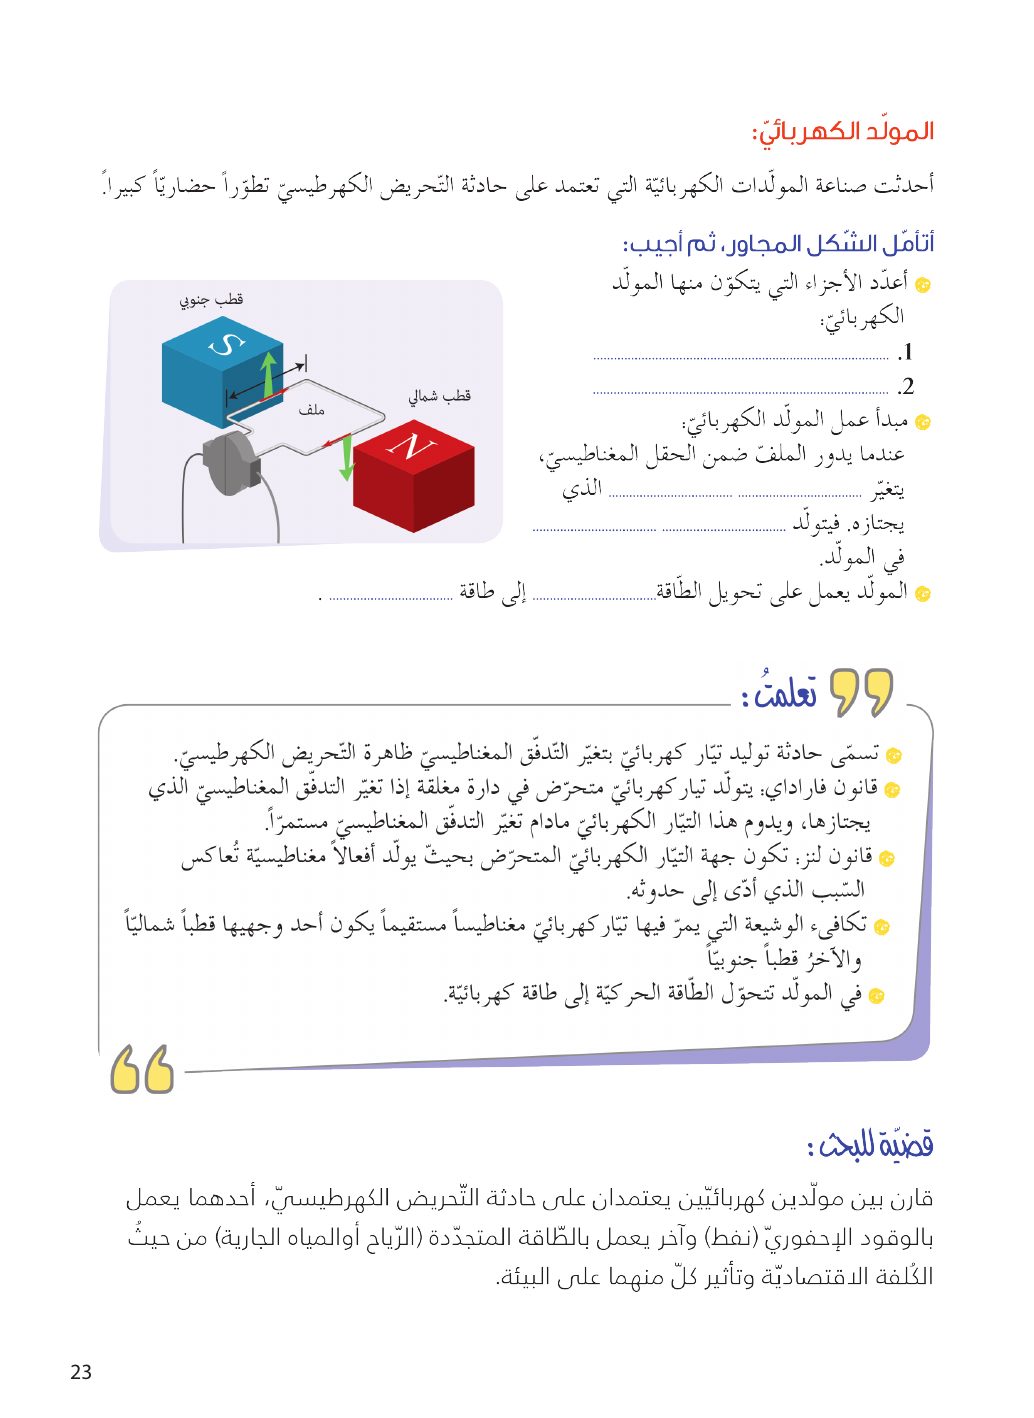 المولّد الكهربائيّ:
أحدثت صناعة المولّدات الكهربائيّة التي تعتمد على حادثة التّحريض الكهرطيسيّ تطوّراً حضاريّاً كبيراً.
أتأمّل الشّكل المجاور، ثم أجيب:
أعدّد الأجزاء التي يتكوّن منها المولّد
الكهربائيّ:
1. ........................
2. ........................
مبدأ عمل المولّد الكهربائيّ:
عندما يدور الملفّ ضمن الحقل المغناطيسيّ،
يتغيّر ............ ............ الذي
يجتازه. فيتولّد ............ ............
في المولّد.
المولّد يعمل على تحويل الطّاقة............ إلى طاقة ............ .
قطب جنوبي
S
ملف
قطب شمالي
N
تعلمتُ:
تسمّى حادثة توليد تيّار كهربائيّ بتغيّر التّدفّق المغناطيسيّ ظاهرة التّحريض الكهرطيسيّ.
قانون فاراداي: يتولّد تيار كهربائيّ متحرّض في دارة مغلقة إذا تغيّر التدفّق المغناطيسيّ الذي
يجتازها، ويدوم هذا التيّار الكهربائيّ مادام تغيّر التدفّق المغناطيسيّ مستمرّاً.
قانون لنز: تكون جهة التيّار الكهربائيّ المتحرّض بحيثّ يولّد أفعالاً مغناطيسيّة تُعاكس
السّبب الذي أدّى إلى حدوثه.
تكافىء الوشيعة التي يمرّ فيها تيّار كهربائيّ مغناطيساً مستقيماً يكون أحد وجهيها قطباً شماليّاً
والآخرُ قطباً جنوبيّاً
في المولّد تتحوّل الطّاقة الحركيّة إلى طاقة كهربائيّة.
قضيّة للبحث:
قارن بين مولّدين كهربائيّين يعتمدان على حادثة التّحريض الكهرطيسيّ، أحدهما يعمل
بالوقود الإحفوريّ (نفط) وآخر يعمل بالطّاقة المتجدّدة (الرّياح أوالمياه الجارية) من حيثُ
الكُلفة الاقتصاديّة وتأثير كلّ منهما على البيئة.
23